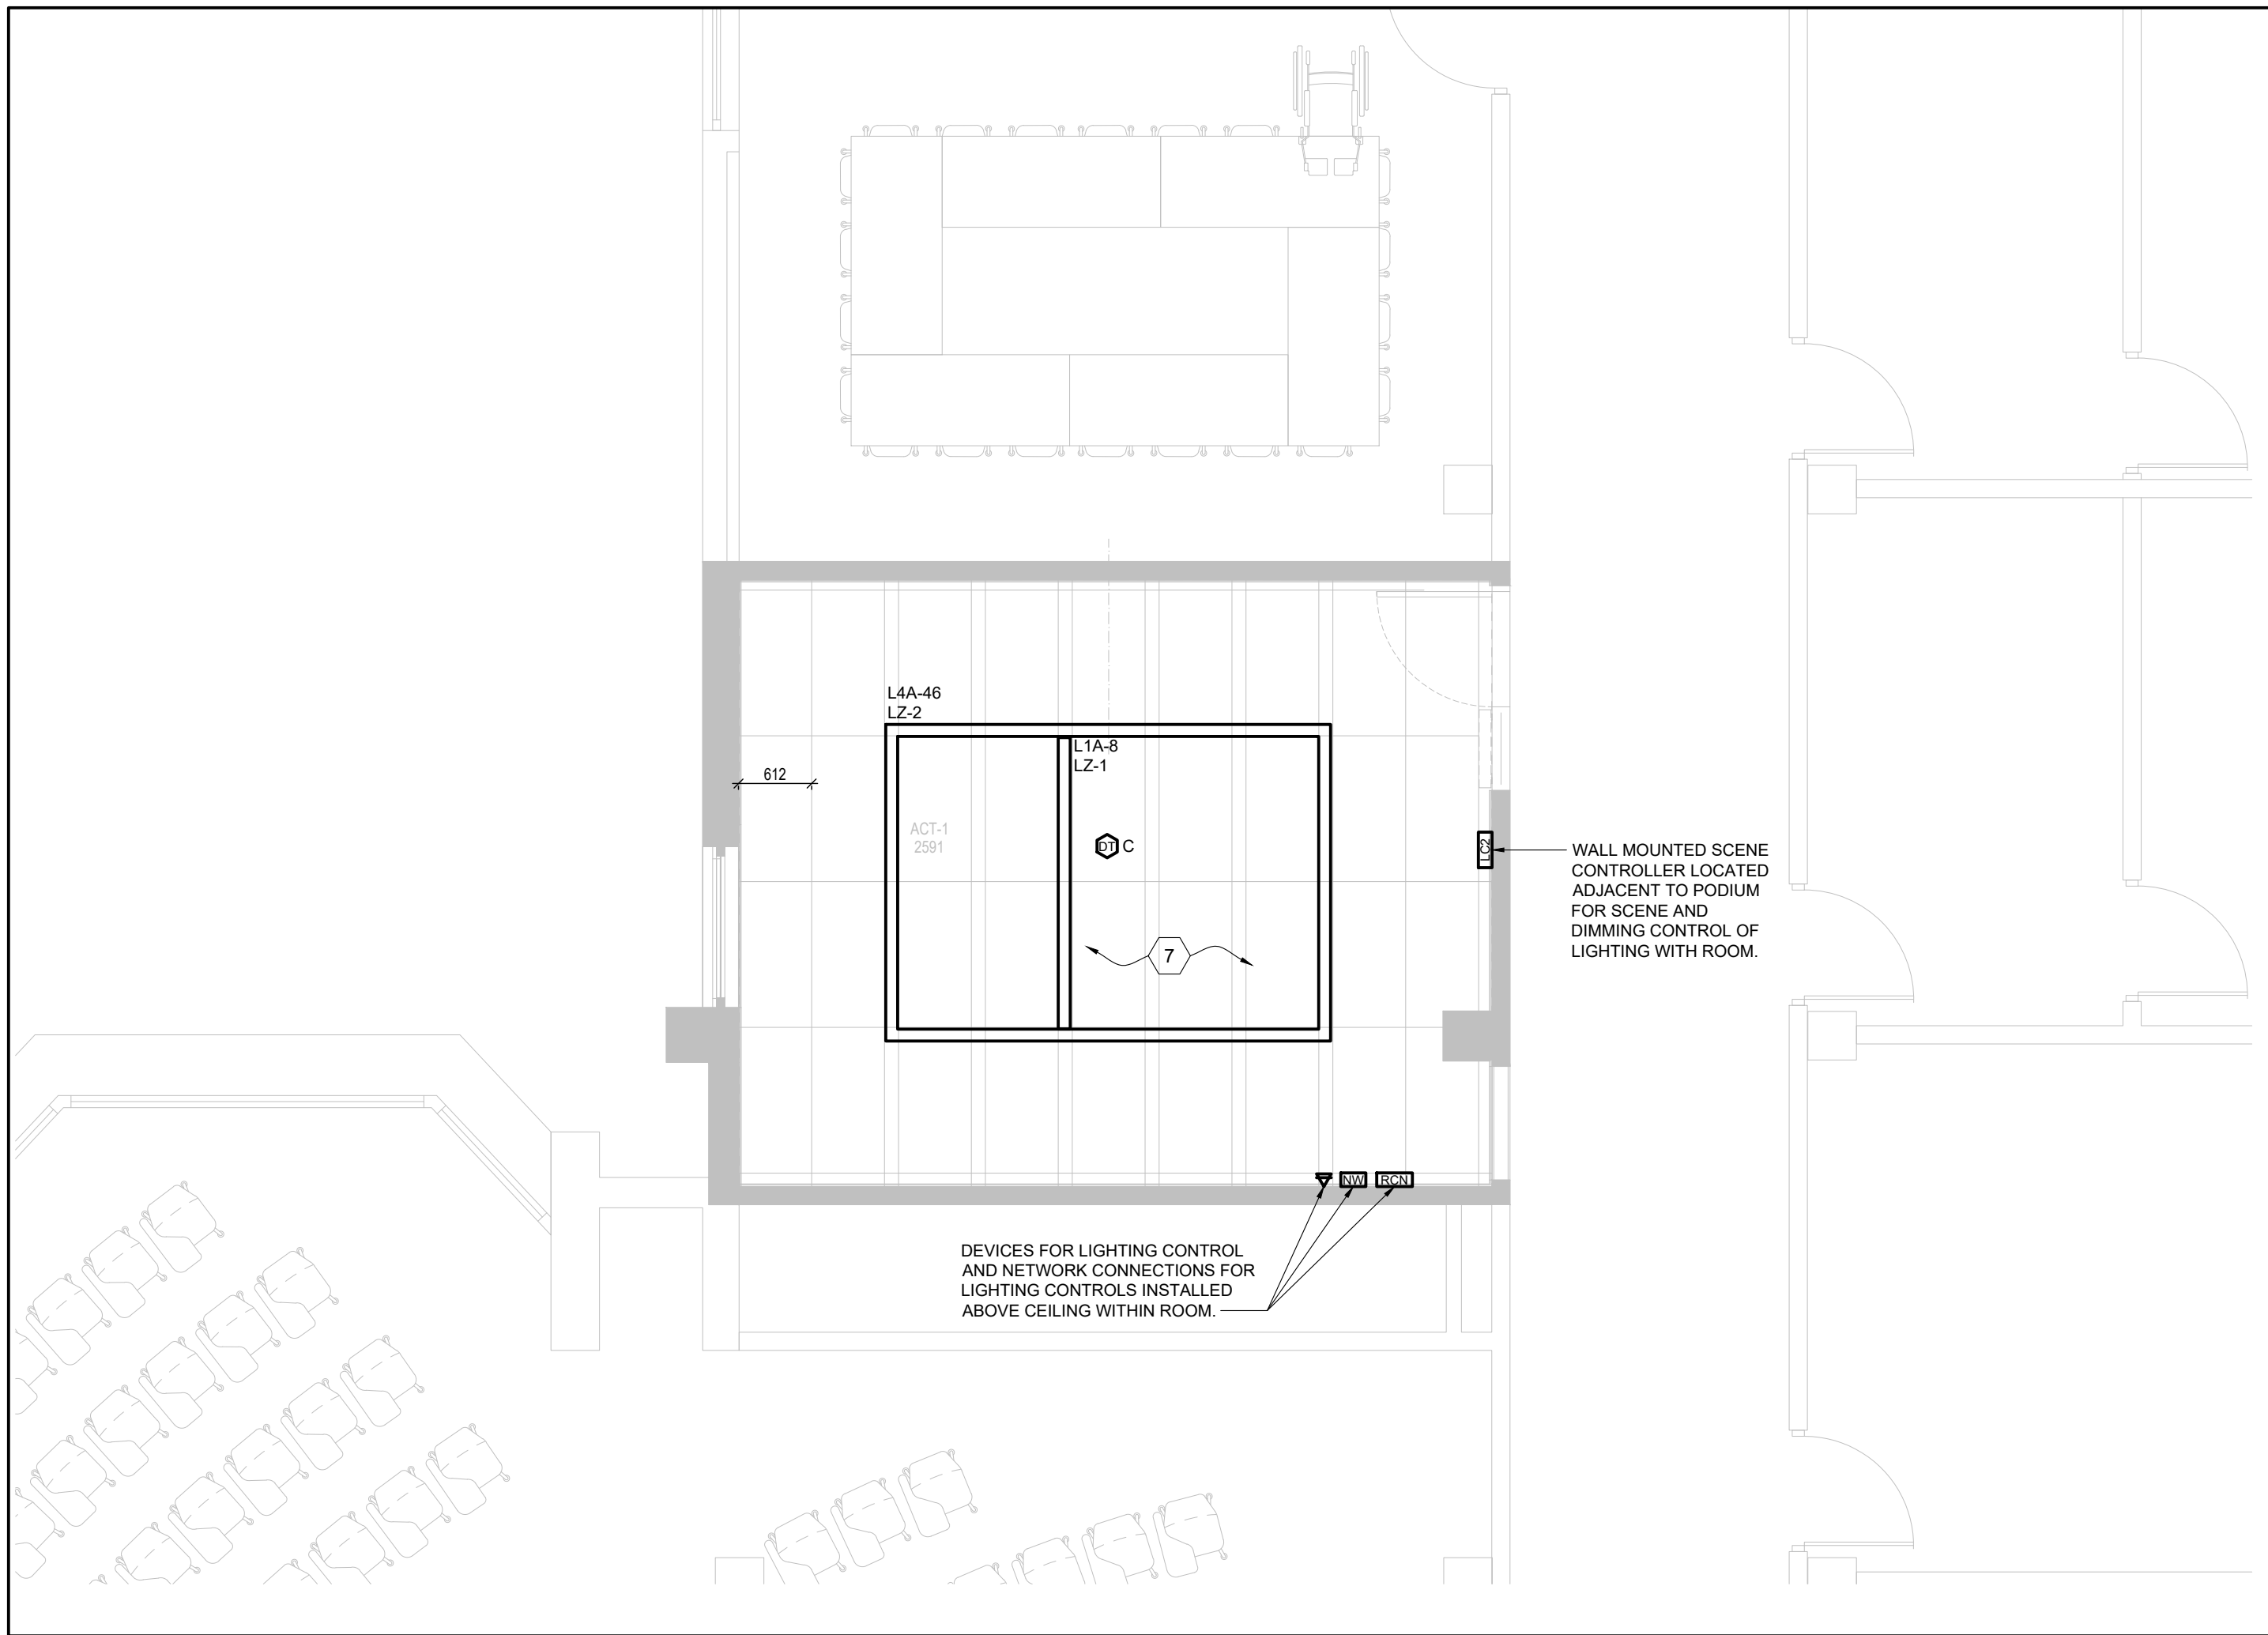 L4A-46
LZ-2
L1A-8
LZ-1
612
ACT-1
2591
DT C
LC2
WALL MOUNTED SCENE
CONTROLLER LOCATED
ADJACENT TO PODIUM
FOR SCENE AND
DIMMING CONTROL OF
LIGHTING WITH ROOM.
7
NW RCN
DEVICES FOR LIGHTING CONTROL
AND NETWORK CONNECTIONS FOR
LIGHTING CONTROLS INSTALLED
ABOVE CEILING WITHIN ROOM.